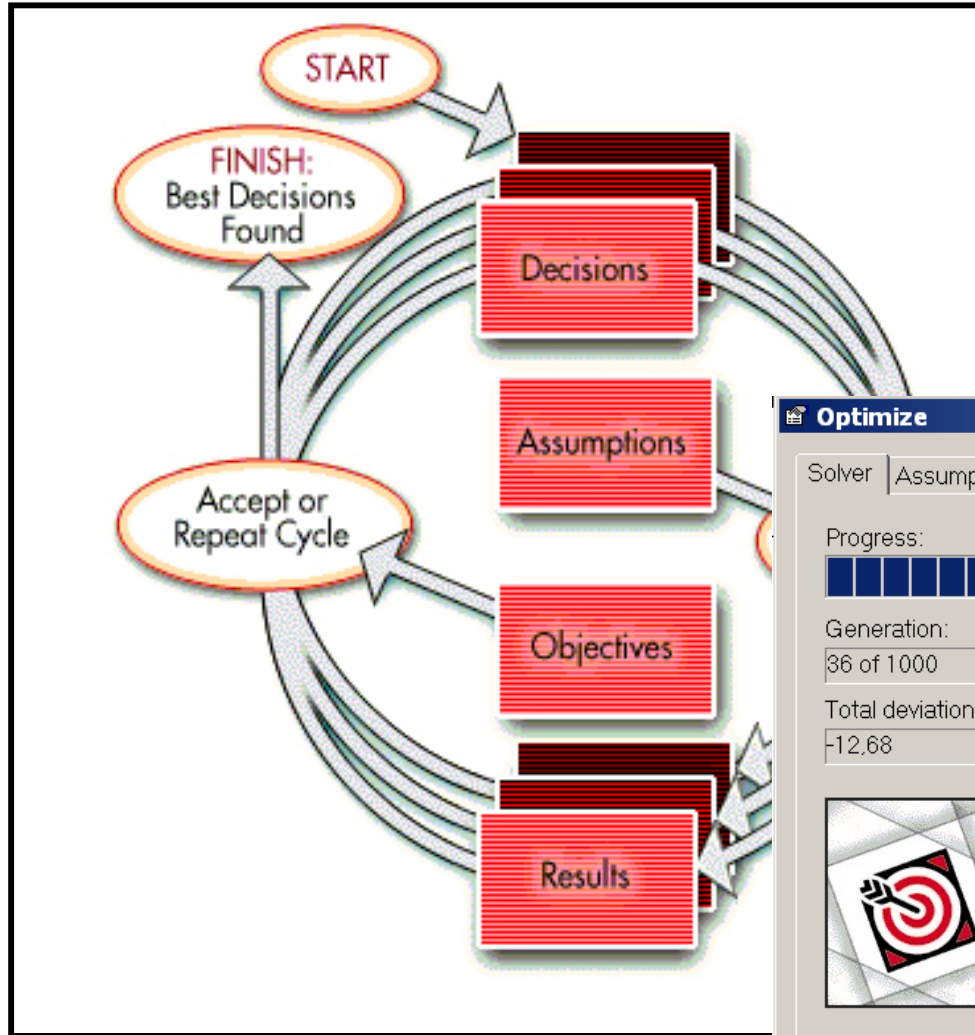 START
FINISH:
Best Decisions
Found
Decisions
Assumptions
Accept or
Repeat Cycle
Objectives
Results
Optimize
Solver
Progress:
Generation:
36 of 1000
Total deviation
-12,68